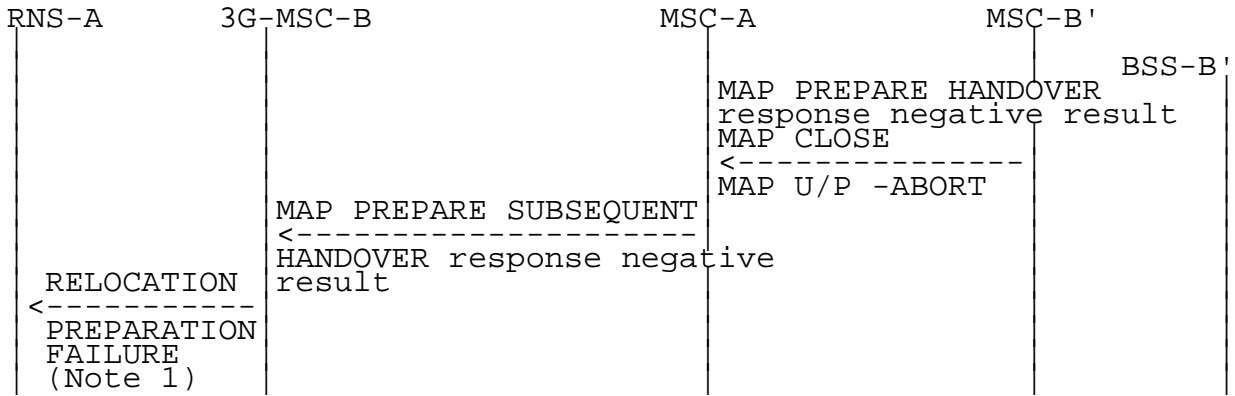 RNS-A 3G-MSC-B MSC-A MSC-B'
BSS-B'
MAP PREPARE HANDOVER
response negative result
MAP CLOSE
<---------------
MAP U/P -ABORT
MAP PREPARE SUBSEQUENT
<---------------------
HANDOVER response negative
result
RELOCATION
<-----------
PREPARATION
FAILURE
(Note 1)